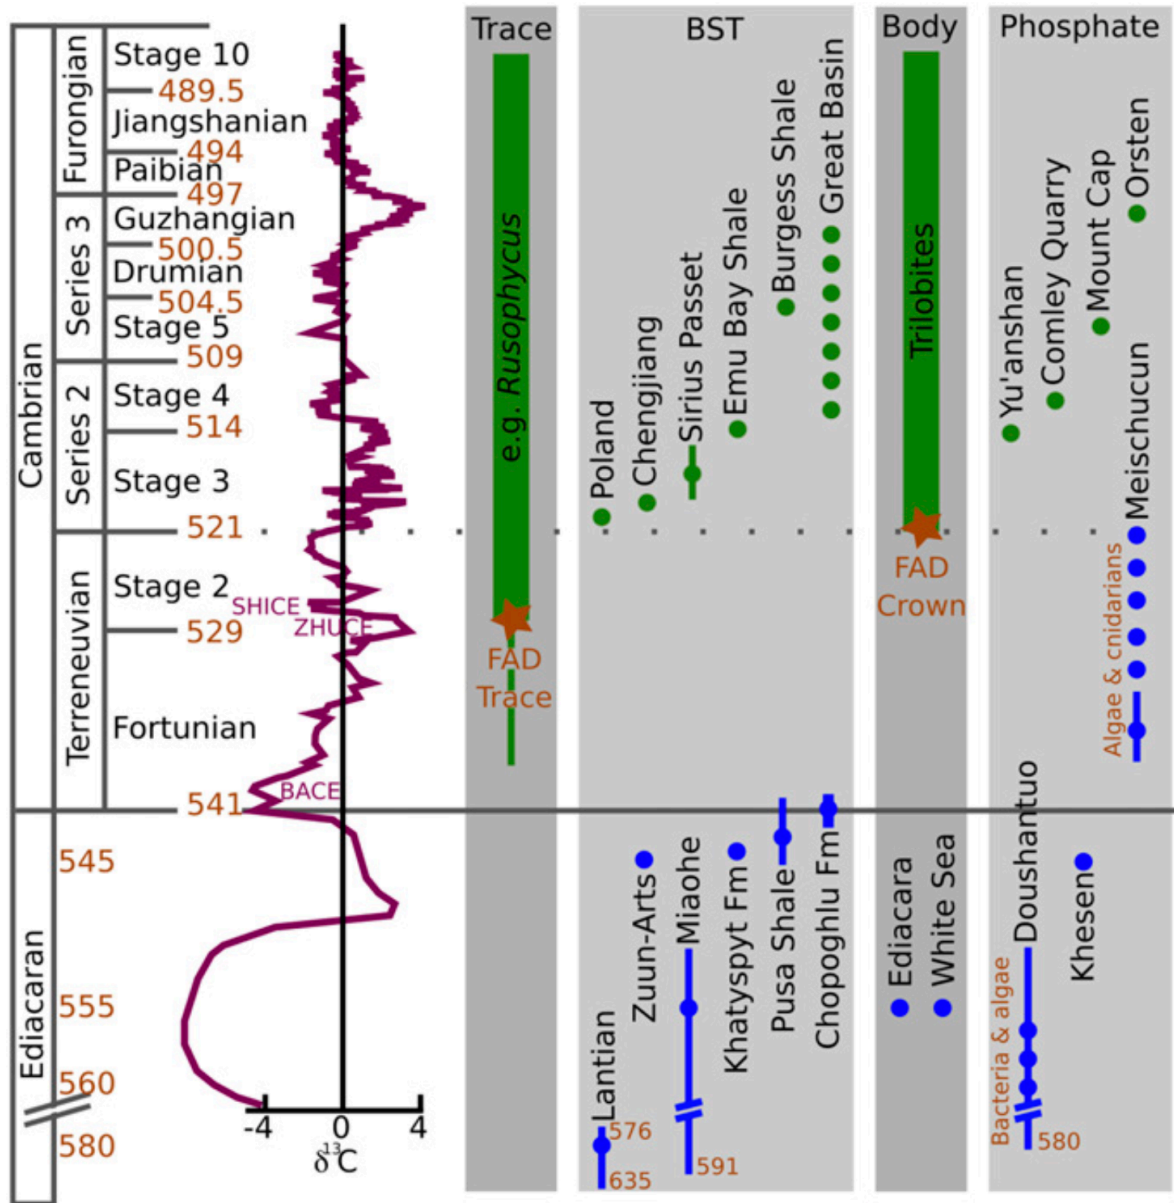 Trace
BST
Body
Phosphate
Cambrian
Ediacaran
Furongian
Series 3
Series 2
Terreneuvian
Stage 10
489.5
Jiangshanian
494
Paibian
497
Guzhangian
500.5
Drumian
504.5
Stage 5
509
Stage 4
514
Stage 3
521
Stage 2
529
Fortunian
541
545
555
560
580
SHICE
ZHUCE
BACE
-4
0
4
δ¹³C
e.g. Rusophycus
FAD
Trace
Poland
Chengjiang
Sirius Passet
Emu Bay Shale
Burgess Shale
Great Basin
Lantian
576
635
Zuun-Arts
Miaohe
591
Khatyspyt Fm
Pusa Shale
Chopoghlu Fm
Trilobites
FAD
Crown
Ediacara
White Sea
Yu'anshan
Comley Quarry
Mount Cap
Orsten
Meischucun
Algae & cnidarians
Doushantuo
Bacteria & algae
580
Khesen